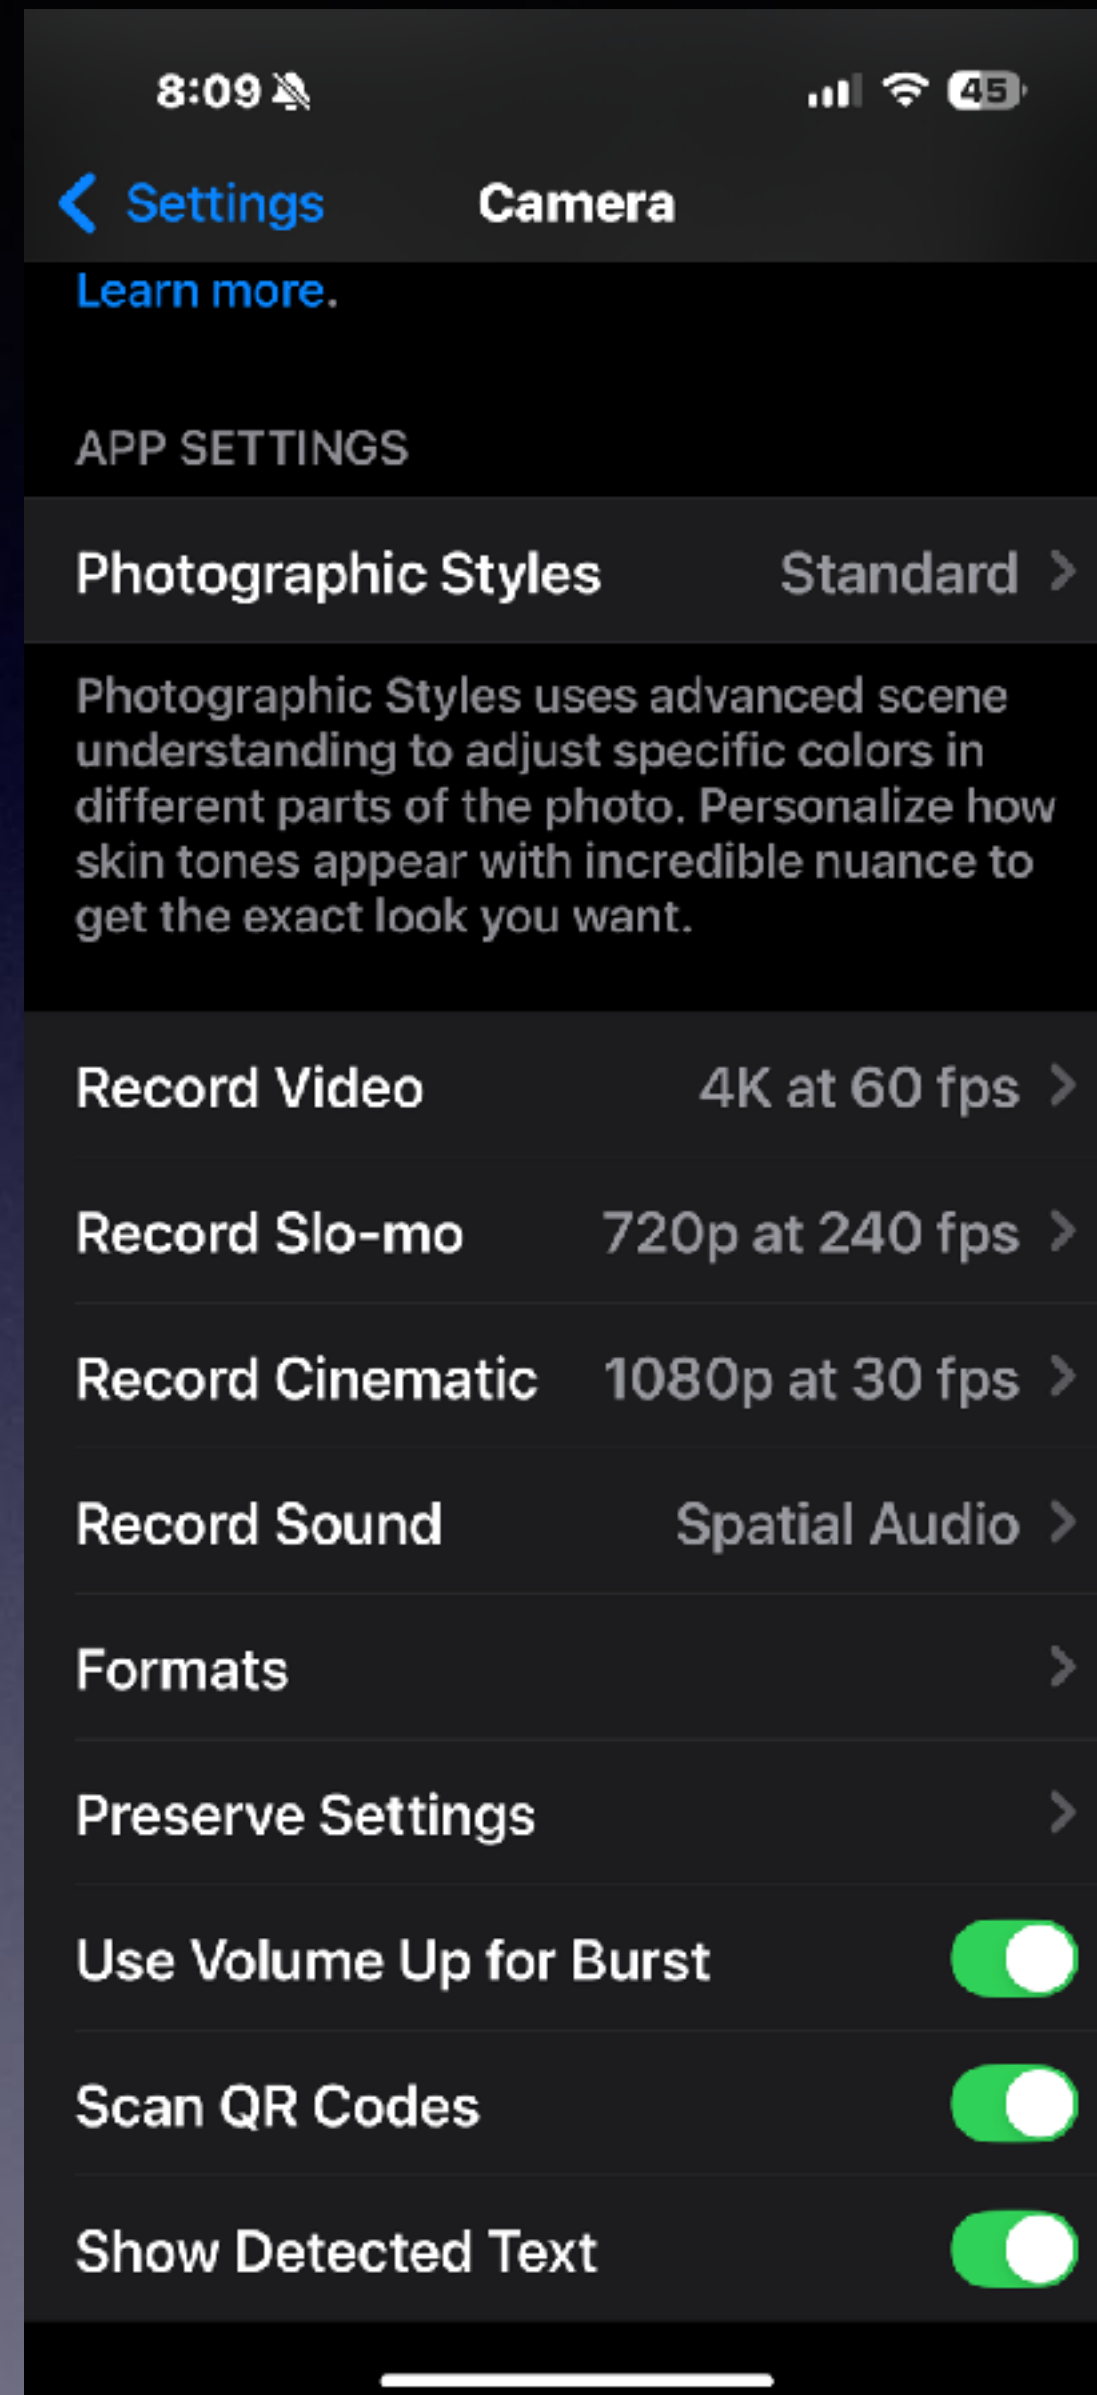 8:09
45
Settings
Camera
Learn more.
APP SETTINGS
Photographic Styles Standard
Photographic Styles uses advanced scene
understanding to adjust specific colors in
different parts of the photo. Personalize how
skin tones appear with incredible nuance to
get the exact look you want.
Record Video 4K at 60 fps
Record Slo-mo 720p at 240 fps
Record Cinematic 1080p at 30 fps
Record Sound Spatial Audio
Formats
Preserve Settings
Use Volume Up for Burst
Scan QR Codes
Show Detected Text